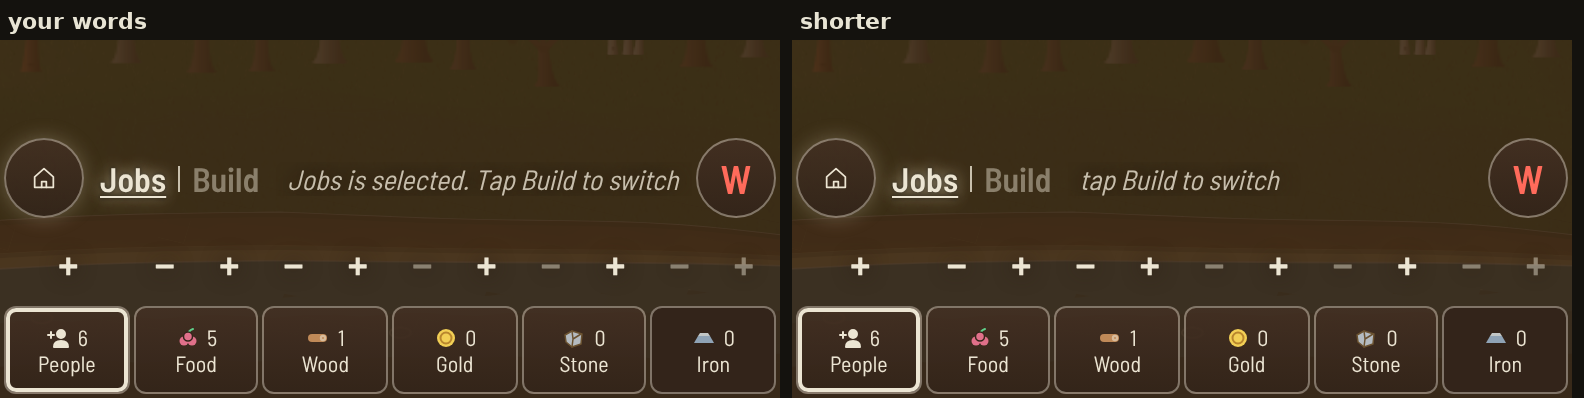 your words
shorter
Jobs | Build Jobs is selected. Tap Build to switch W
+ − + − + − + − + − +
6 5 1 0 0 0
People Food Wood Gold Stone Iron
Jobs | Build tap Build to switch W
+ − + − + − + − + − +
6 5 1 0 0 0
People Food Wood Gold Stone Iron